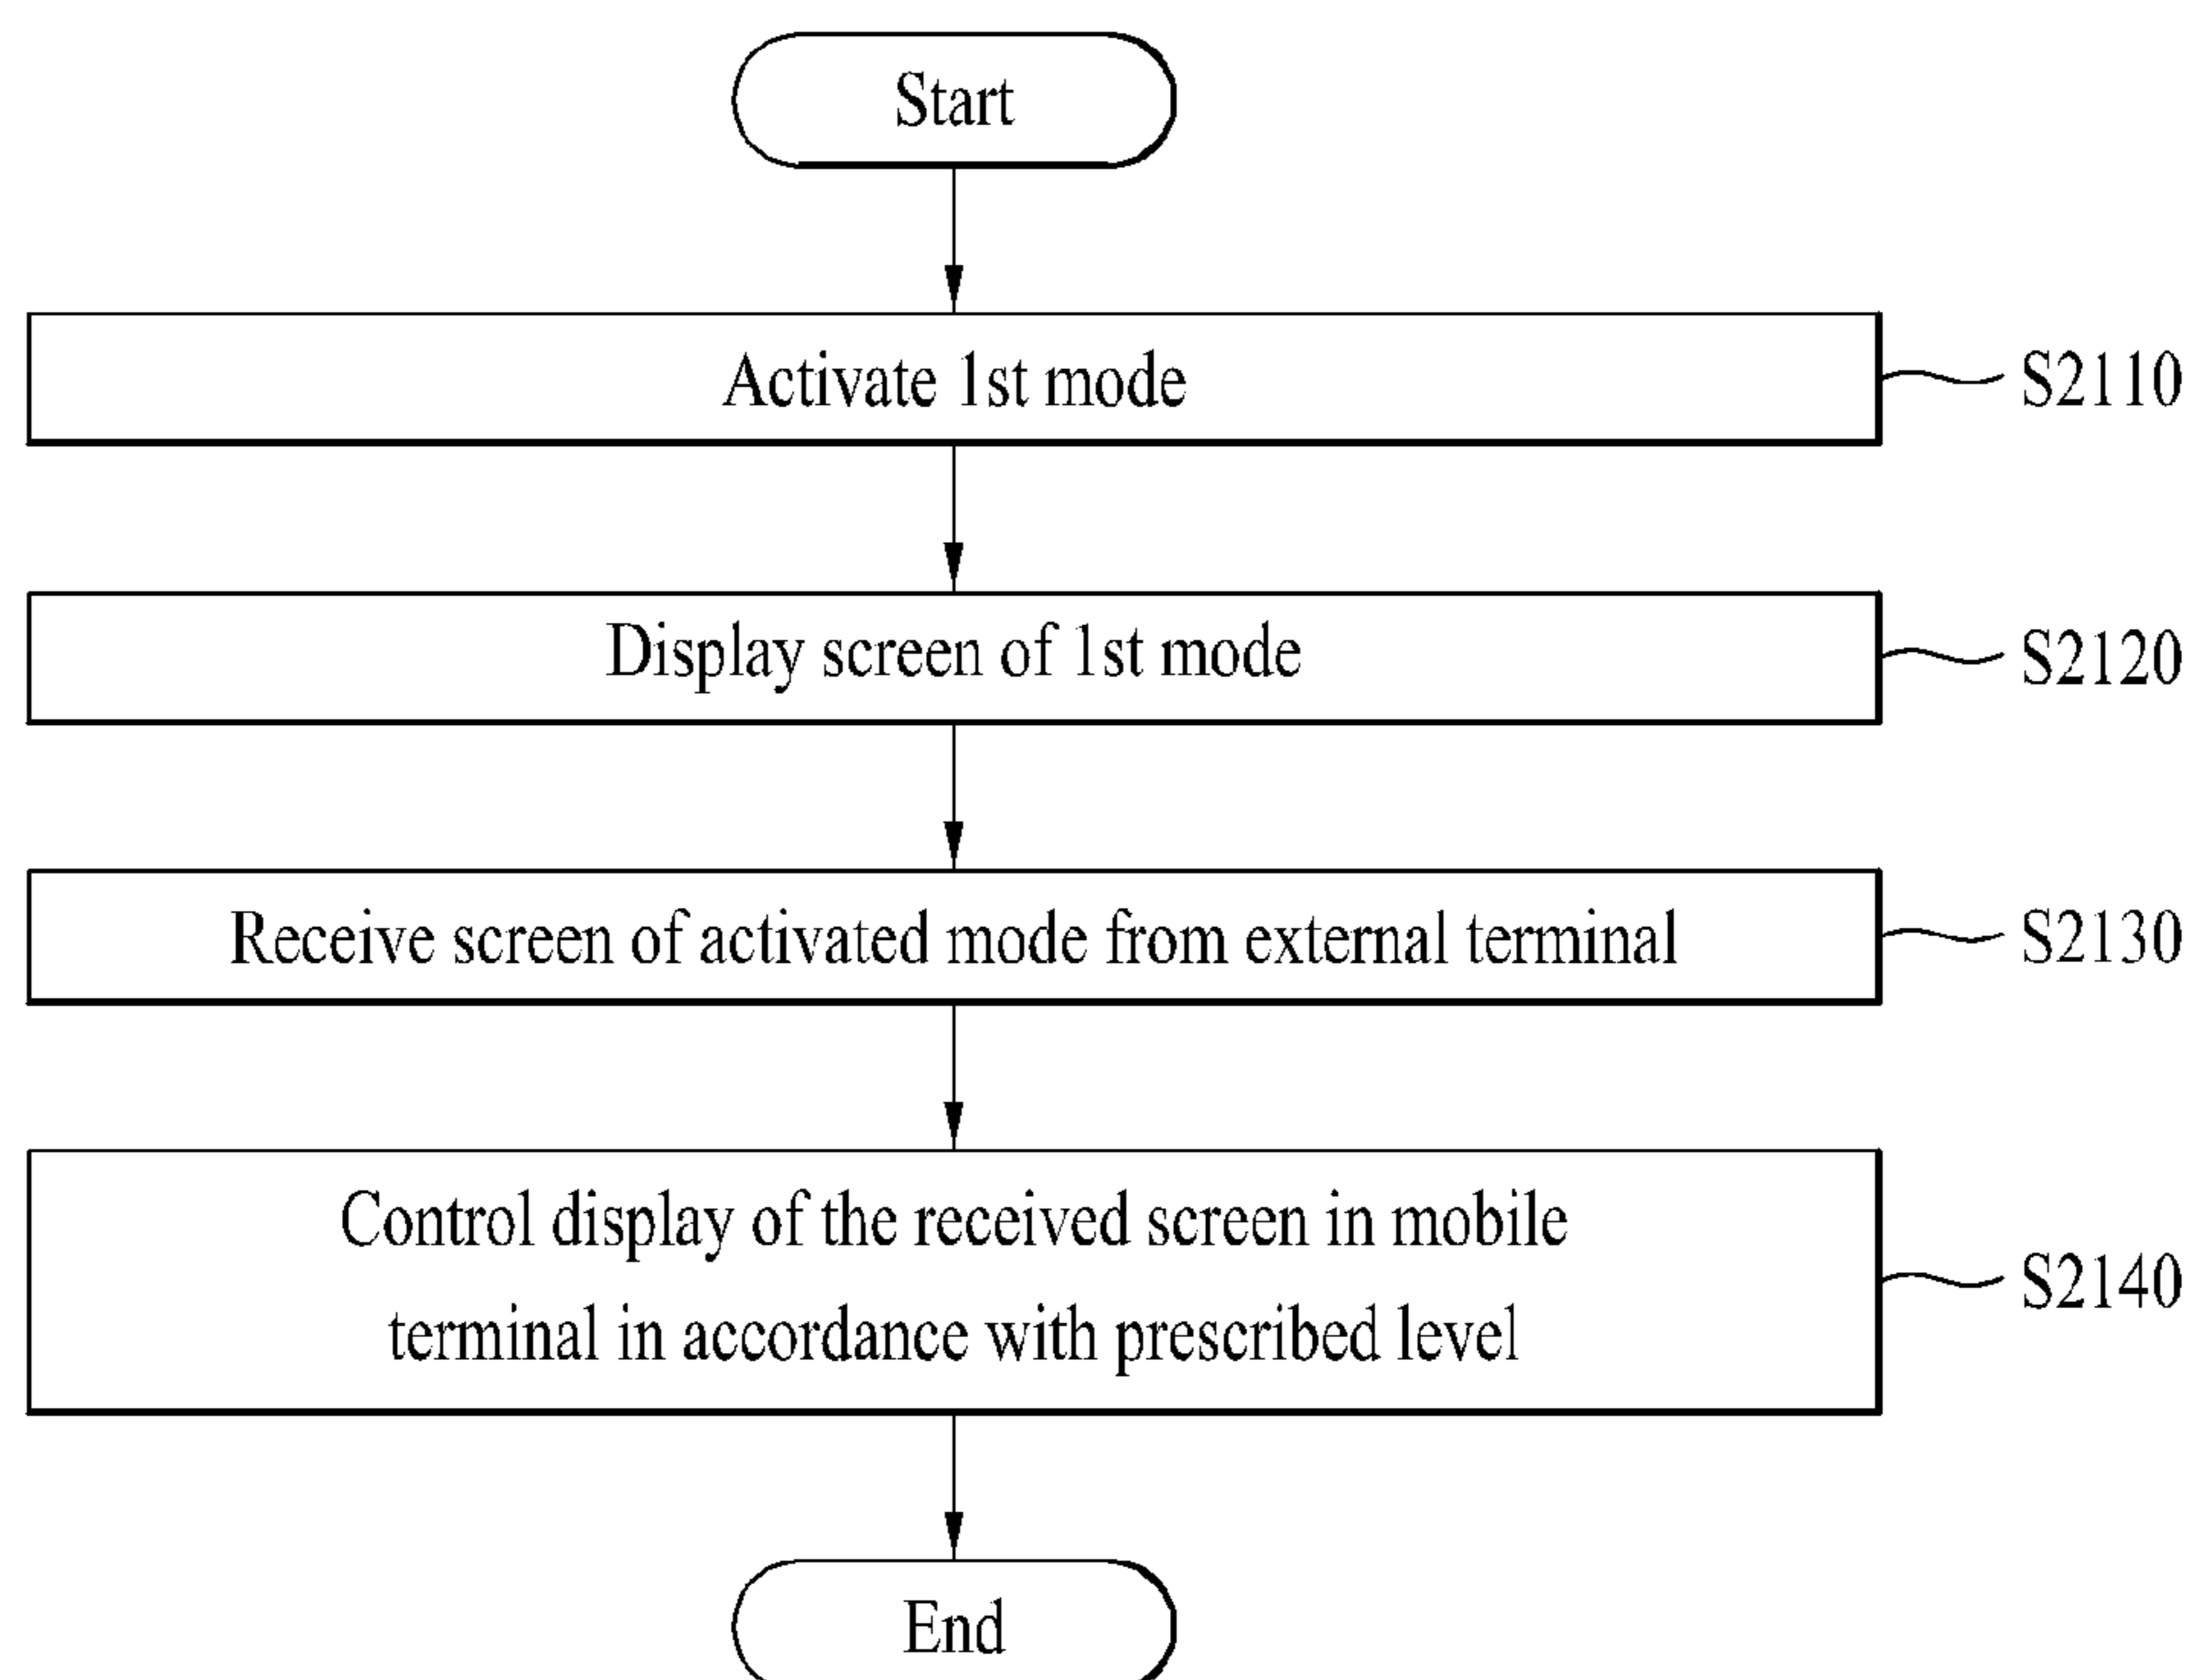 Start
Activate 1st mode
S2110
Display screen of 1st mode
S2120
Receive screen of activated mode from external terminal
S2130
Control display of the received screen in mobile
terminal in accordance with prescribed level
S2140
End